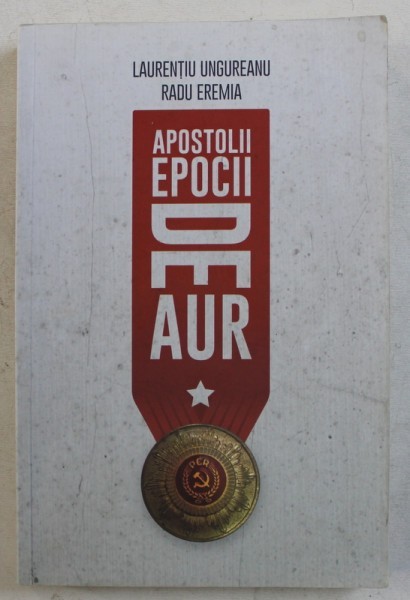 LAURENȚIU UNGUREANU
RADU EREMIA
APOSTOLII
EPOCII
DE
AUR
PCR